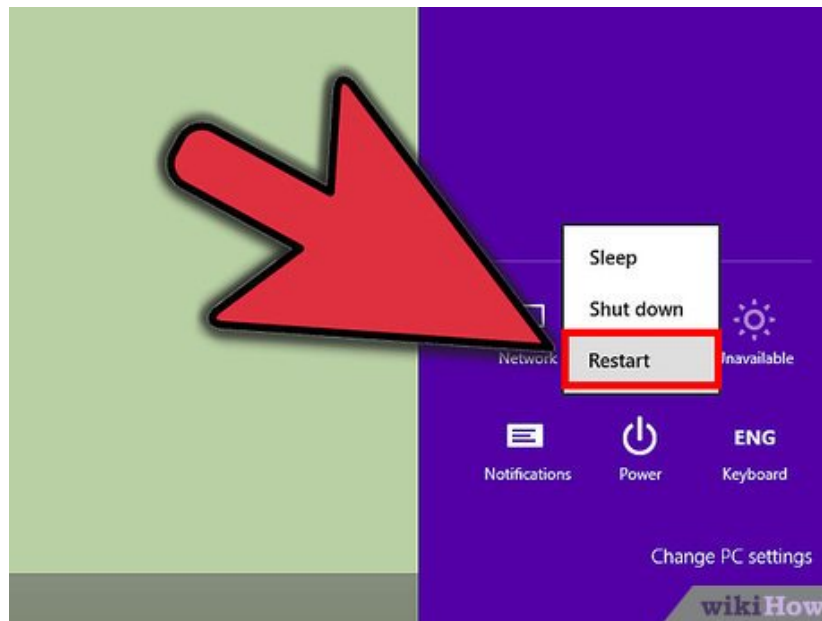 Sleep
Shut down
Restart
Network
Unavailable
Notifications
Power
ENG
Keyboard
Change PC settings
wikiHow